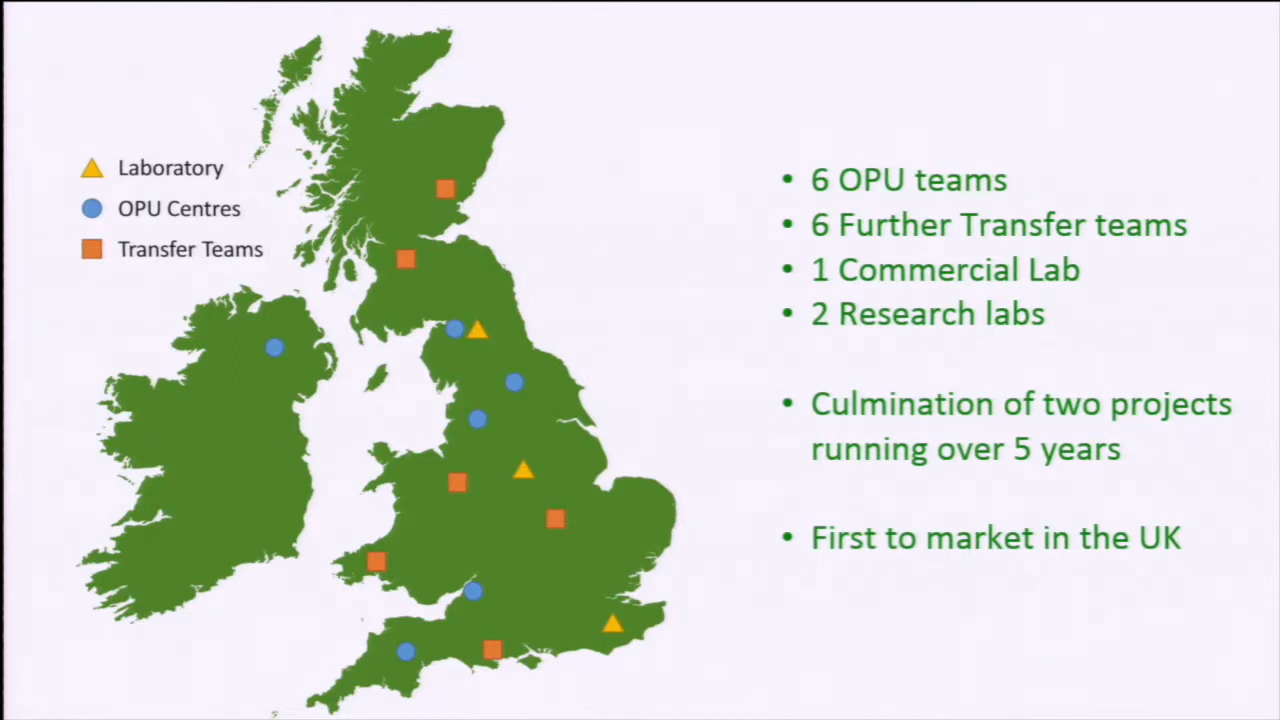 Laboratory
OPU Centres
Transfer Teams
• 6 OPU teams
• 6 Further Transfer teams
• 1 Commercial Lab
• 2 Research labs
• Culmination of two projects
running over 5 years
• First to market in the UK